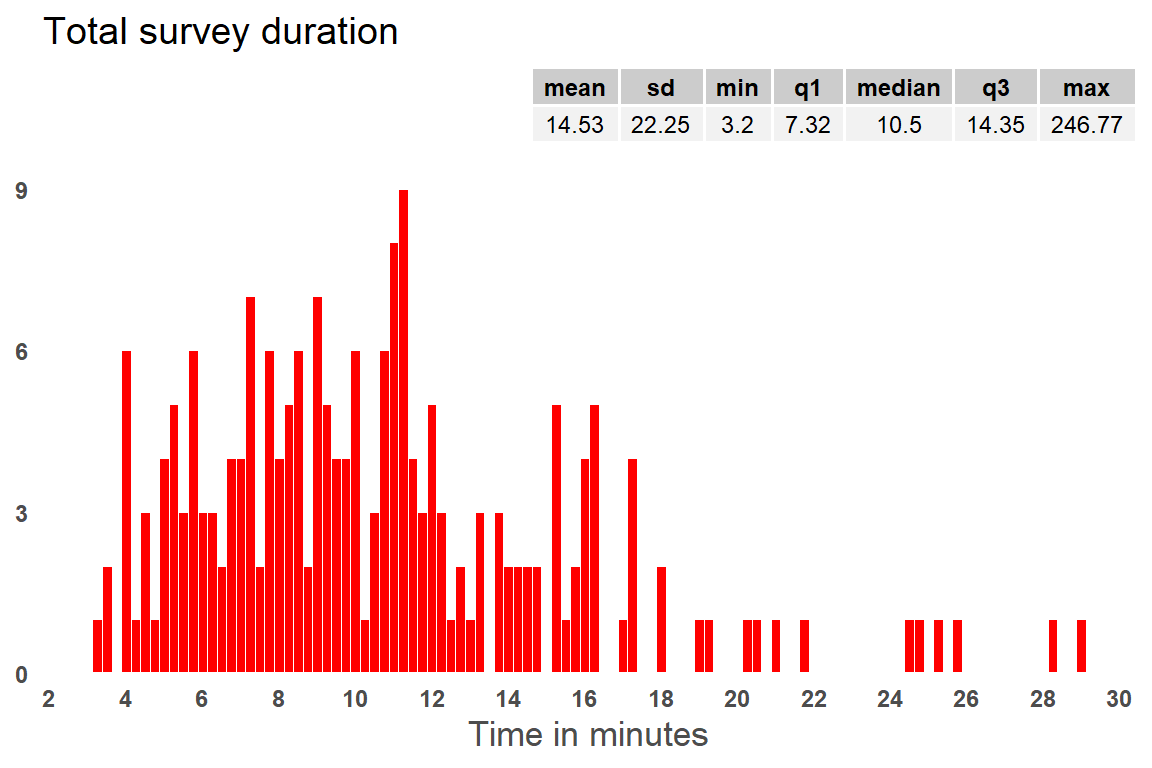 Total survey duration
mean sd min q1 median q3 max
14.53 22.25 3.2 7.32 10.5 14.35 246.77
9
6
3
0
2 4 6 8 10 12 14 16 18 20 22 24 26 28 30
Time in minutes